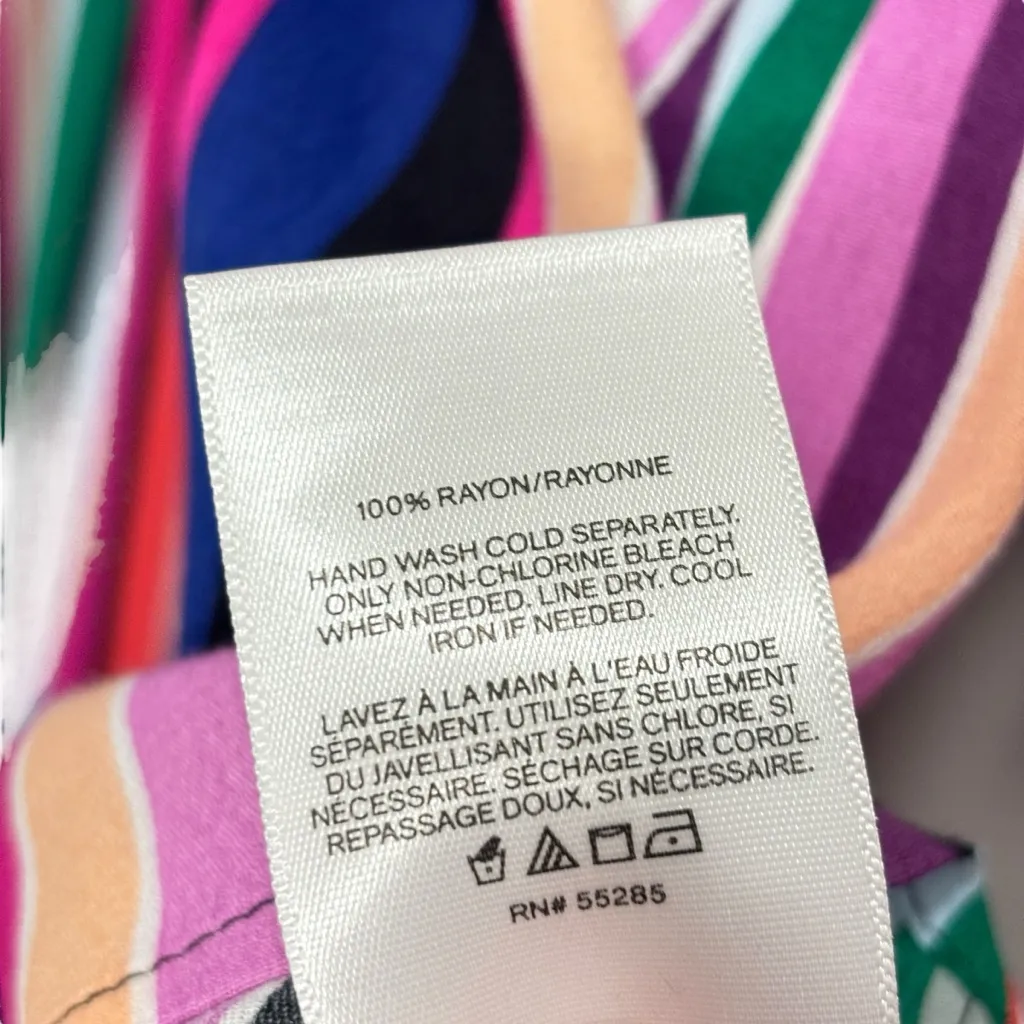 100% RAYON/RAYONNE
HAND WASH COLD SEPARATELY.
ONLY NON-CHLORINE BLEACH
WHEN NEEDED. LINE DRY. COOL
IRON IF NEEDED.
LAVEZ À LA MAIN À L'EAU FROIDE
SÉPARÉMENT. UTILISEZ SEULEMENT
DU JAVELLISANT SANS CHLORE, SI
NÉCESSAIRE. SÉCHAGE SUR CORDE.
REPASSAGE DOUX, SI NÉCESSAIRE.
RN# 55285